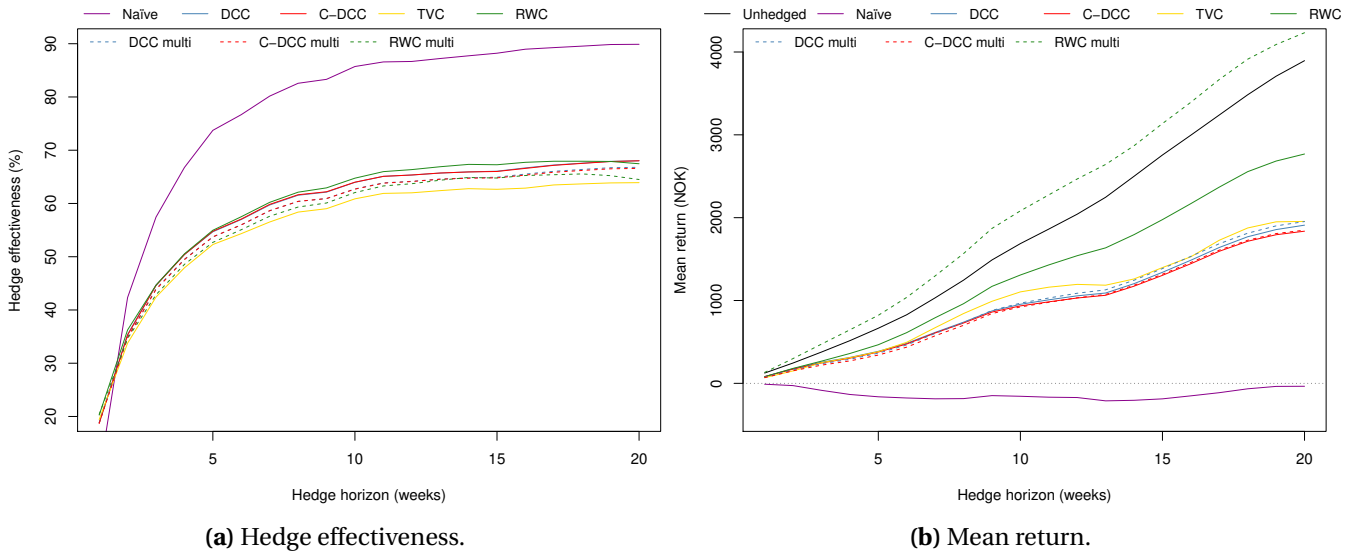 Naïve DCC C−DCC TVC RWC
DCC multi C−DCC multi RWC multi
90
80
70
60
50
40
30
20
Hedge effectiveness (%)
5 10 15 20
Hedge horizon (weeks)
(a) Hedge effectiveness.
Unhedged Naïve DCC C−DCC TVC RWC
DCC multi C−DCC multi RWC multi
4000
3000
2000
1000
0
Mean return (NOK)
5 10 15 20
Hedge horizon (weeks)
(b) Mean return.